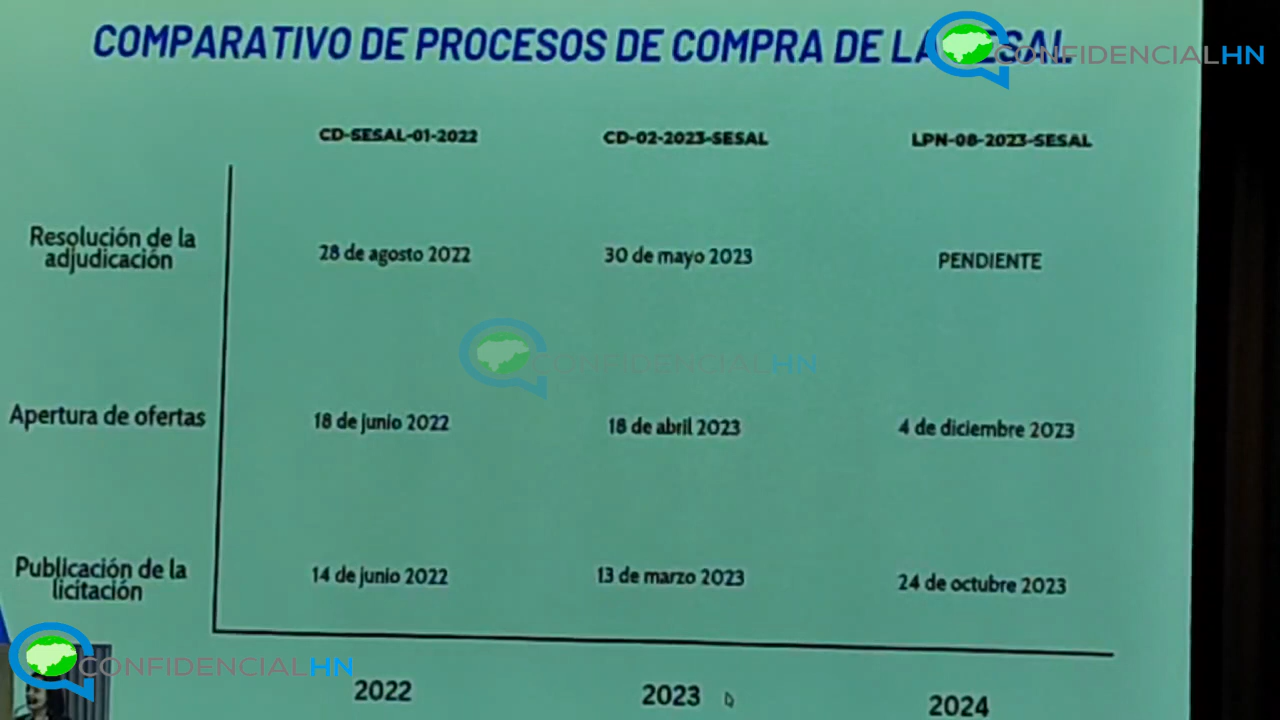 COMPARATIVO DE PROCESOS DE COMPRA DE LA SESAL
CONFIDENCIALHN
CD-SESAL-01-2022
CD-02-2023-SESAL
LPN-08-2023-SESAL
Resolución de la
adjudicación
28 de agosto 2022
30 de mayo 2023
PENDIENTE
CONFIDENCIALHN
Apertura de ofertas
18 de junio 2022
18 de abril 2023
4 de diciembre 2023
Publicación de la
licitación
14 de junio 2022
13 de marzo 2023
24 de octubre 2023
CONFIDENCIALHN
2022
2023
2024